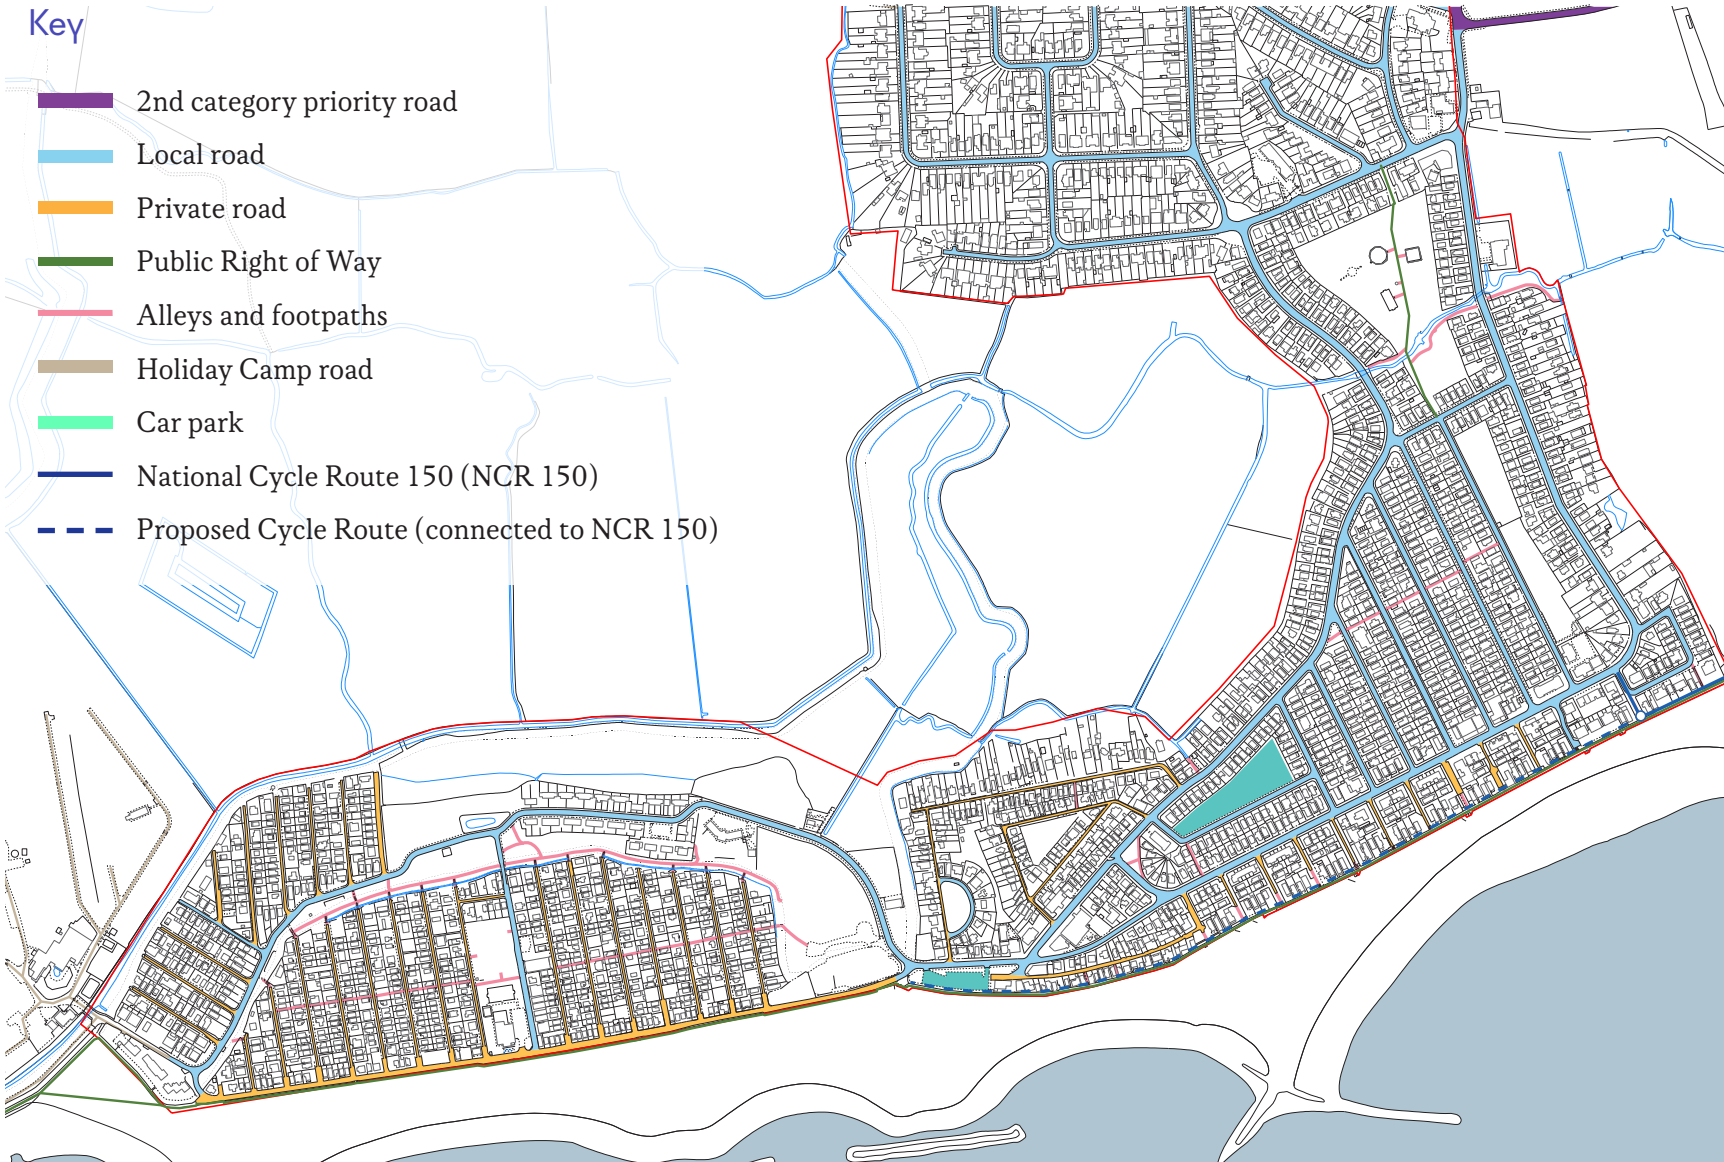 Key
2nd category priority road
Local road
Private road
Public Right of Way
Alleys and footpaths
Holiday Camp road
Car park
National Cycle Route 150 (NCR 150)
Proposed Cycle Route (connected to NCR 150)